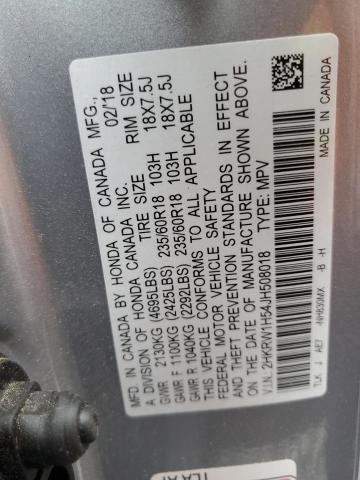 MFD. IN CANADA BY HONDA OF CANADA MFG.,
A DIVISION OF HONDA CANADA INC. 02/18
TIRE SIZE RIM SIZE
GVWR 2130KG (4695LBS)
GAWR F 1100KG (2425LBS) 235/60R18 103H 18X7.5J
GAWR R 1040KG (2292LBS) 235/60R18 103H 18X7.5J
THIS VEHICLE CONFORMS TO ALL APPLICABLE
FEDERAL MOTOR VEHICLE SAFETY
AND THEFT PREVENTION STANDARDS IN EFFECT
ON THE DATE OF MANUFACTURE SHOWN ABOVE.
V.I.N.: 2HKRW1H54JH508018 TYPE: MPV
TLK J AE7 -NH830MX -B -H
MADE IN CANADA